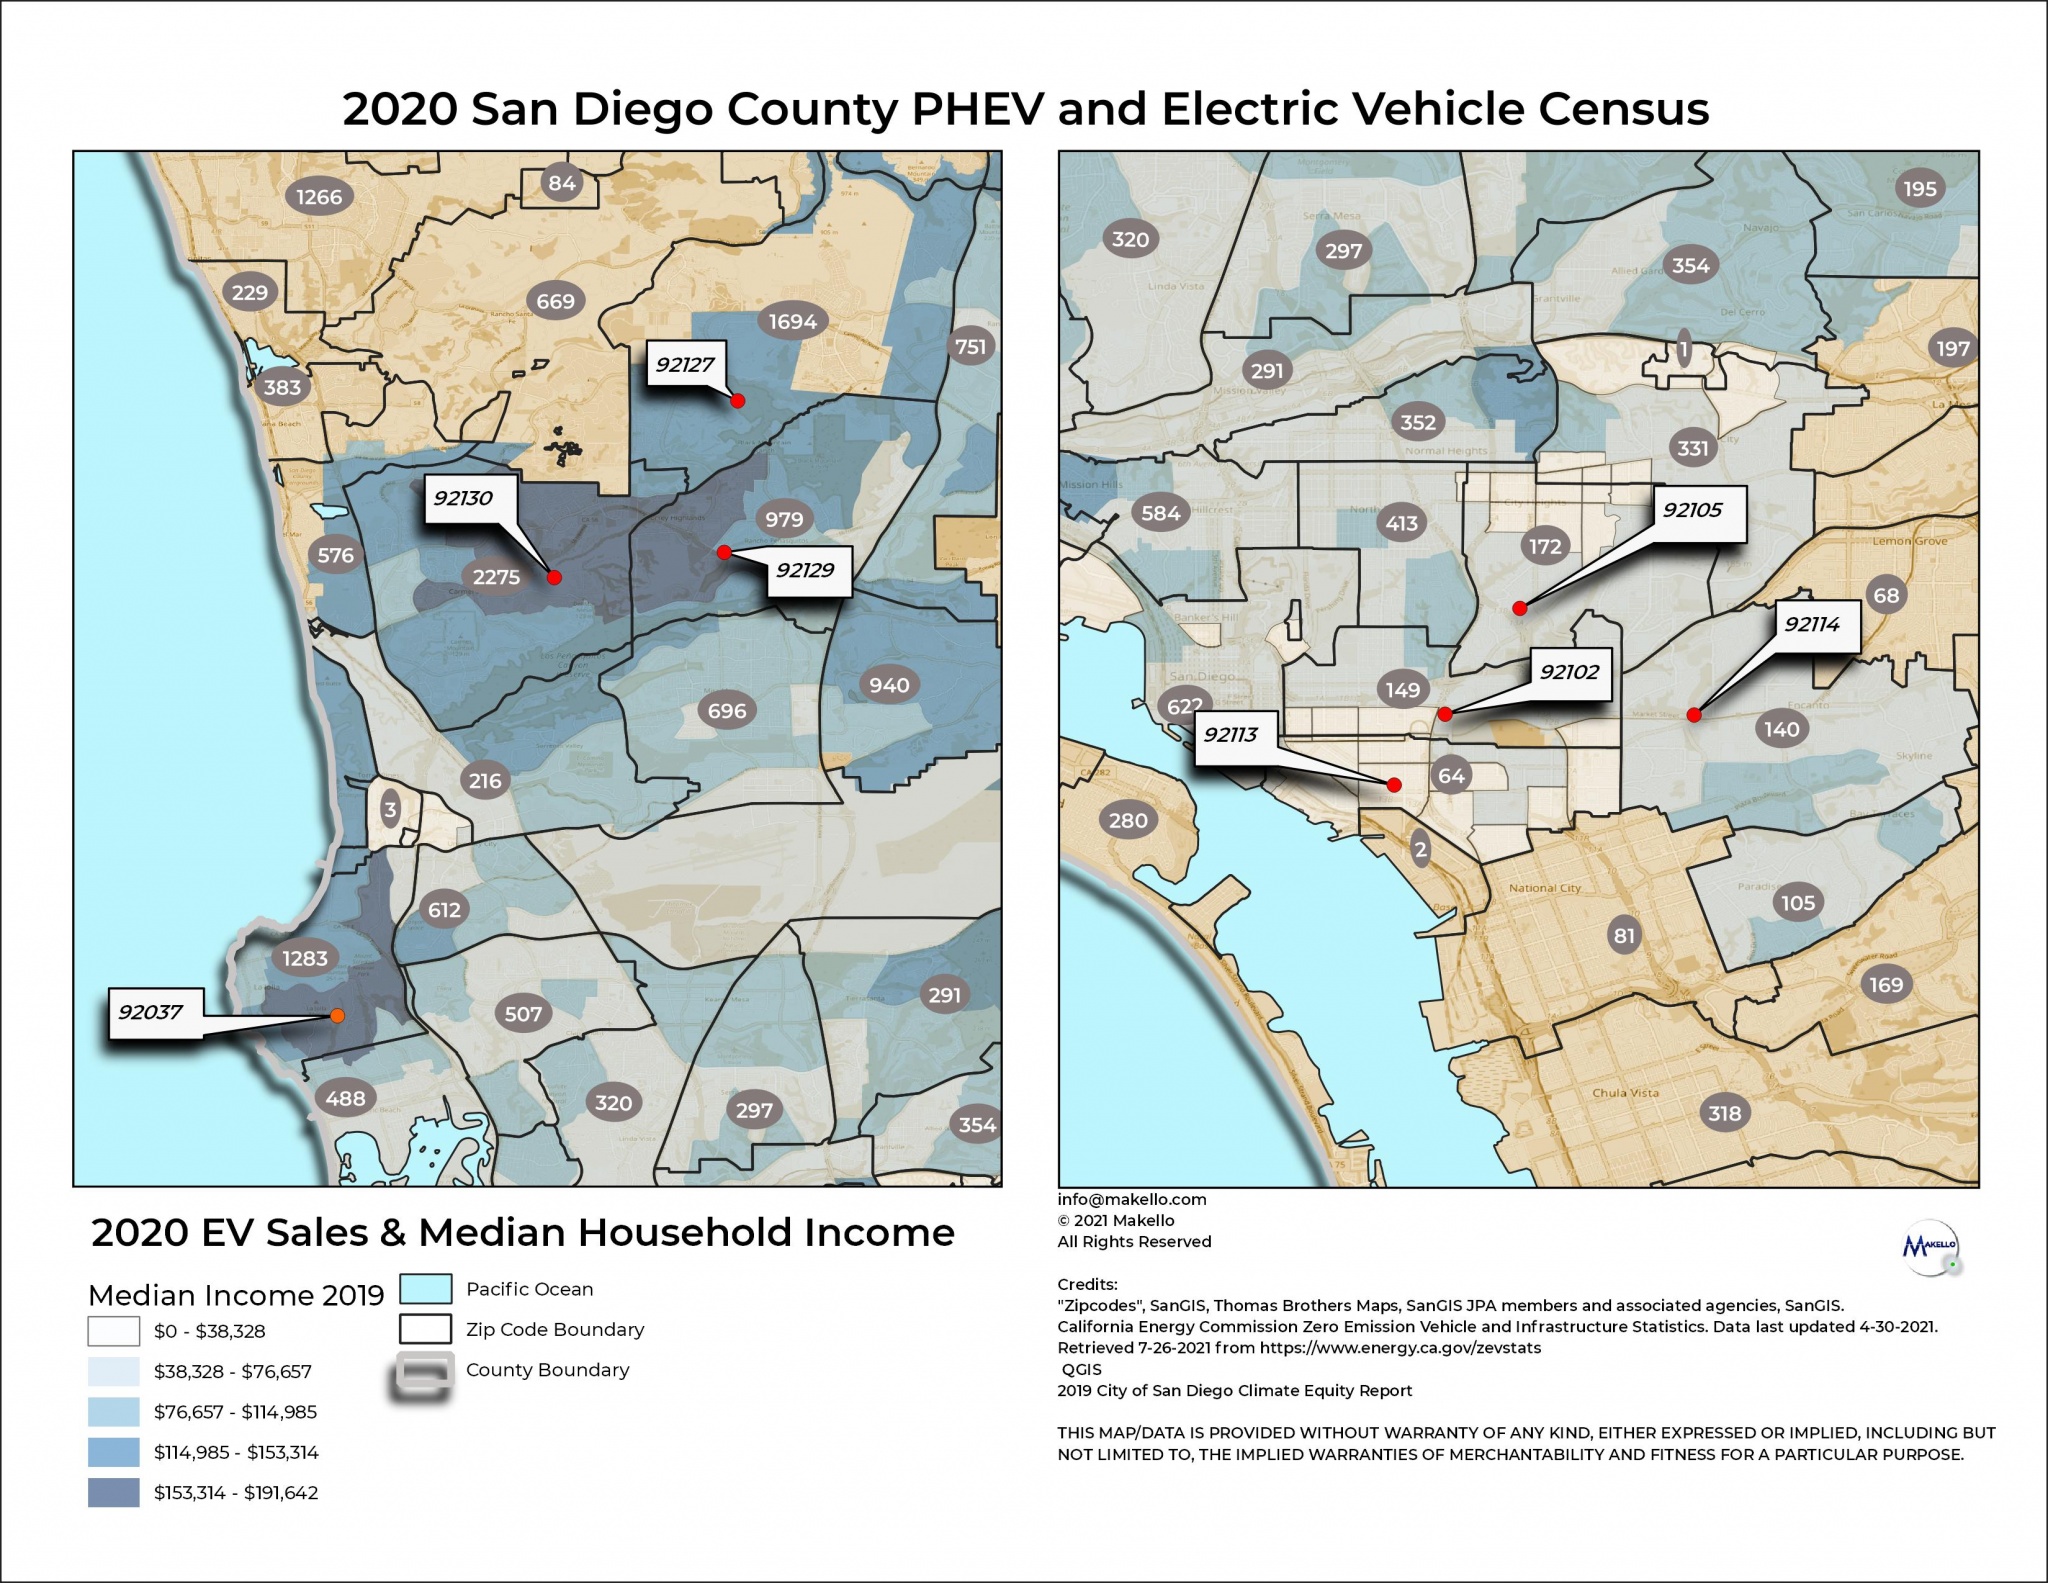 2020 San Diego County PHEV and Electric Vehicle Census
1266
84
229
669
1694
751
383
92127
92130
979
576
2275
92129
696
940
216
3
612
1283
291
92037
507
488
320
297
354
195
320
297
354
Linda Vista
Serra Mesa
Navajo
Grantville
Del Cerro
1
197
291
Mission Valley
352
331
Normal Heights
Mission Hills
584
Hillcrest
413
City Heights
172
92105
Lemon Grove
68
Banker's Hill
92114
92102
San Diego
149
622
92113
Encanto
140
Skyline
CA 282
64
280
2
National City
105
81
169
Chula Vista
318
75
2020 EV Sales & Median Household Income
Median Income 2019
$0 - $38,328
$38,328 - $76,657
$76,657 - $114,985
$114,985 - $153,314
$153,314 - $191,642
Pacific Ocean
Zip Code Boundary
County Boundary
info@makello.com
© 2021 Makello
All Rights Reserved
MAKELLO
Credits:
"Zipcodes", SanGIS, Thomas Brothers Maps, SanGIS JPA members and associated agencies, SanGIS.
California Energy Commission Zero Emission Vehicle and Infrastructure Statistics. Data last updated 4-30-2021.
Retrieved 7-26-2021 from https://www.energy.ca.gov/zevstats
QGIS
2019 City of San Diego Climate Equity Report
THIS MAP/DATA IS PROVIDED WITHOUT WARRANTY OF ANY KIND, EITHER EXPRESSED OR IMPLIED, INCLUDING BUT
NOT LIMITED TO, THE IMPLIED WARRANTIES OF MERCHANTABILITY AND FITNESS FOR A PARTICULAR PURPOSE.